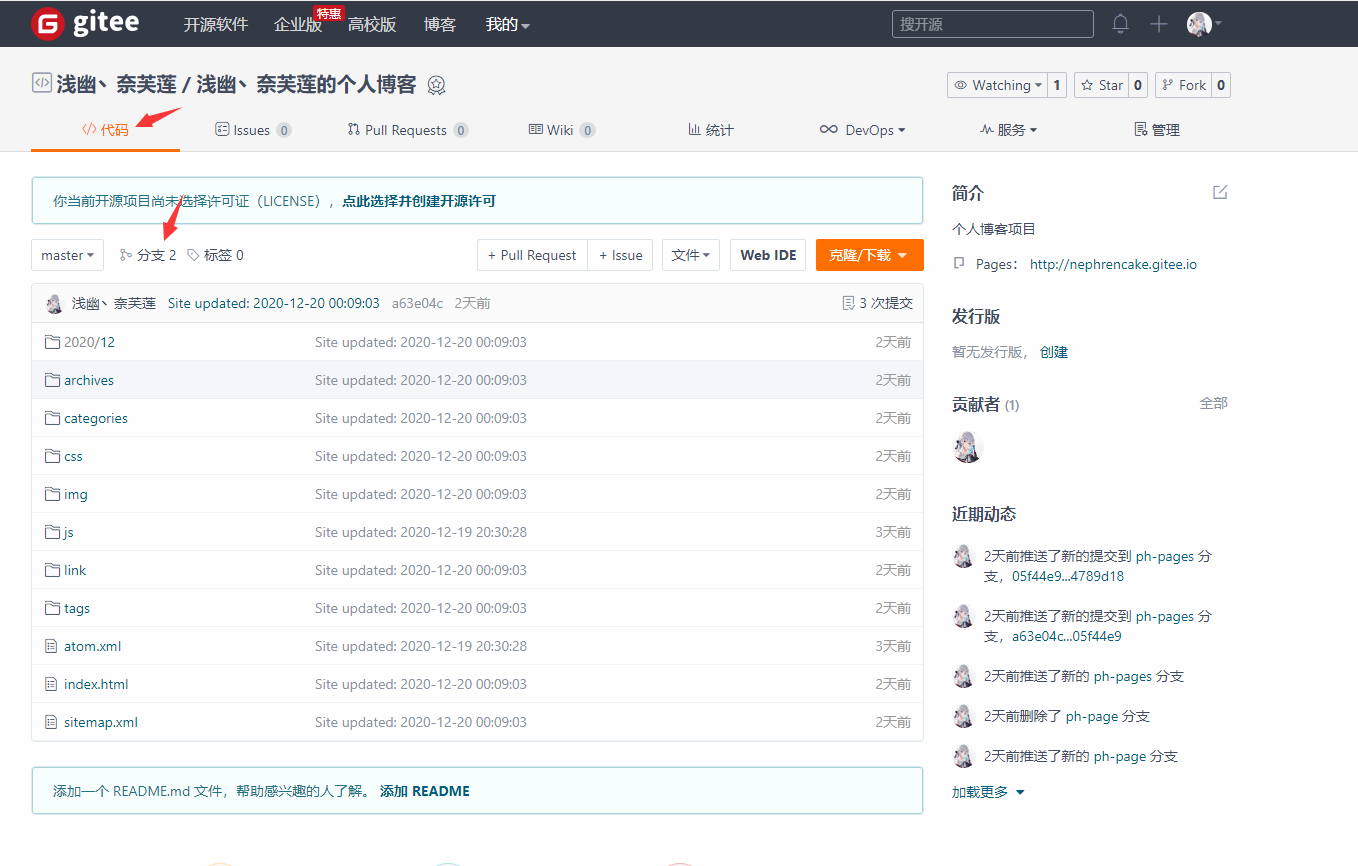 gitee 开源软件 企业版 特惠 高校版 博客 我的 搜开源
浅幽丶奈芙莲 / 浅幽丶奈芙莲的个人博客 Watching 1 Star 0 Fork 0
代码 Issues 0 Pull Requests 0 Wiki 0 统计 DevOps 服务 管理
你当前开源项目尚未选择许可证（LICENSE），点此选择并创建开源许可
master 分支 2 标签 0 + Pull Request + Issue 文件 Web IDE 克隆/下载
浅幽丶奈芙莲 Site updated: 2020-12-20 00:09:03 a63e04c 2天前 3 次提交
2020/12 Site updated: 2020-12-20 00:09:03 2天前
archives Site updated: 2020-12-20 00:09:03 2天前
categories Site updated: 2020-12-20 00:09:03 2天前
css Site updated: 2020-12-20 00:09:03 2天前
img Site updated: 2020-12-20 00:09:03 2天前
js Site updated: 2020-12-19 20:30:28 3天前
link Site updated: 2020-12-20 00:09:03 2天前
tags Site updated: 2020-12-20 00:09:03 2天前
atom.xml Site updated: 2020-12-19 20:30:28 3天前
index.html Site updated: 2020-12-20 00:09:03 2天前
sitemap.xml Site updated: 2020-12-20 00:09:03 2天前
添加一个 README.md 文件，帮助感兴趣的人了解。 添加 README
简介
个人博客项目
Pages： http://nephrencake.gitee.io
发行版
暂无发行版， 创建
贡献者 (1) 全部
近期动态
2天前推送了新的提交到 ph-pages 分
支，05f44e9...4789d18
2天前推送了新的提交到 ph-pages 分
支，a63e04c...05f44e9
2天前推送了新的 ph-pages 分支
2天前删除了 ph-page 分支
2天前推送了新的 ph-page 分支
加载更多